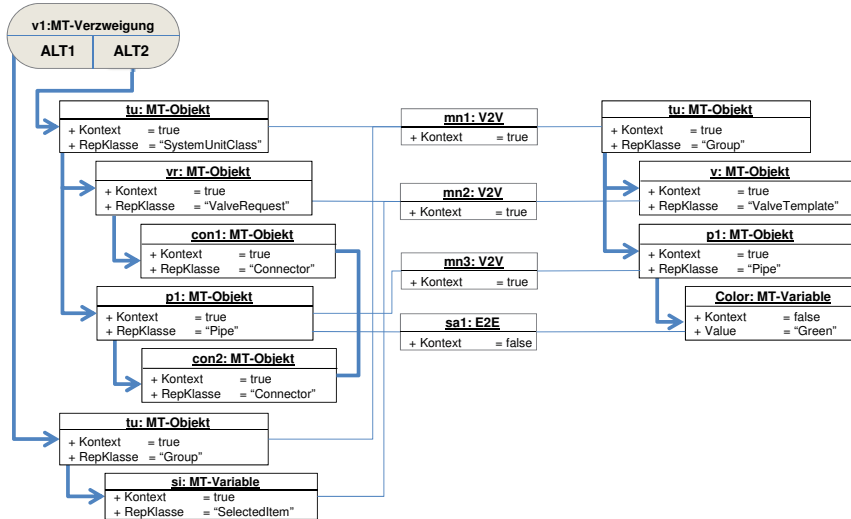 v1:MT-Verzweigung
ALT1 ALT2
tu: MT-Objekt
+ Kontext = true
+ RepKlasse = “SystemUnitClass”
vr: MT-Objekt
+ Kontext = true
+ RepKlasse = “ValveRequest”
con1: MT-Objekt
+ Kontext = true
+ RepKlasse = “Connector”
p1: MT-Objekt
+ Kontext = true
+ RepKlasse = “Pipe”
con2: MT-Objekt
+ Kontext = true
+ RepKlasse = “Connector”
tu: MT-Objekt
+ Kontext = true
+ RepKlasse = “Group”
si: MT-Variable
+ Kontext = true
+ RepKlasse = “SelectedItem”
mn1: V2V
+ Kontext = true
mn2: V2V
+ Kontext = true
mn3: V2V
+ Kontext = true
sa1: E2E
+ Kontext = false
tu: MT-Objekt
+ Kontext = true
+ RepKlasse = “Group”
v: MT-Objekt
+ Kontext = true
+ RepKlasse = “ValveTemplate”
p1: MT-Objekt
+ Kontext = true
+ RepKlasse = “Pipe”
Color: MT-Variable
+ Kontext = false
+ Value = “Green”